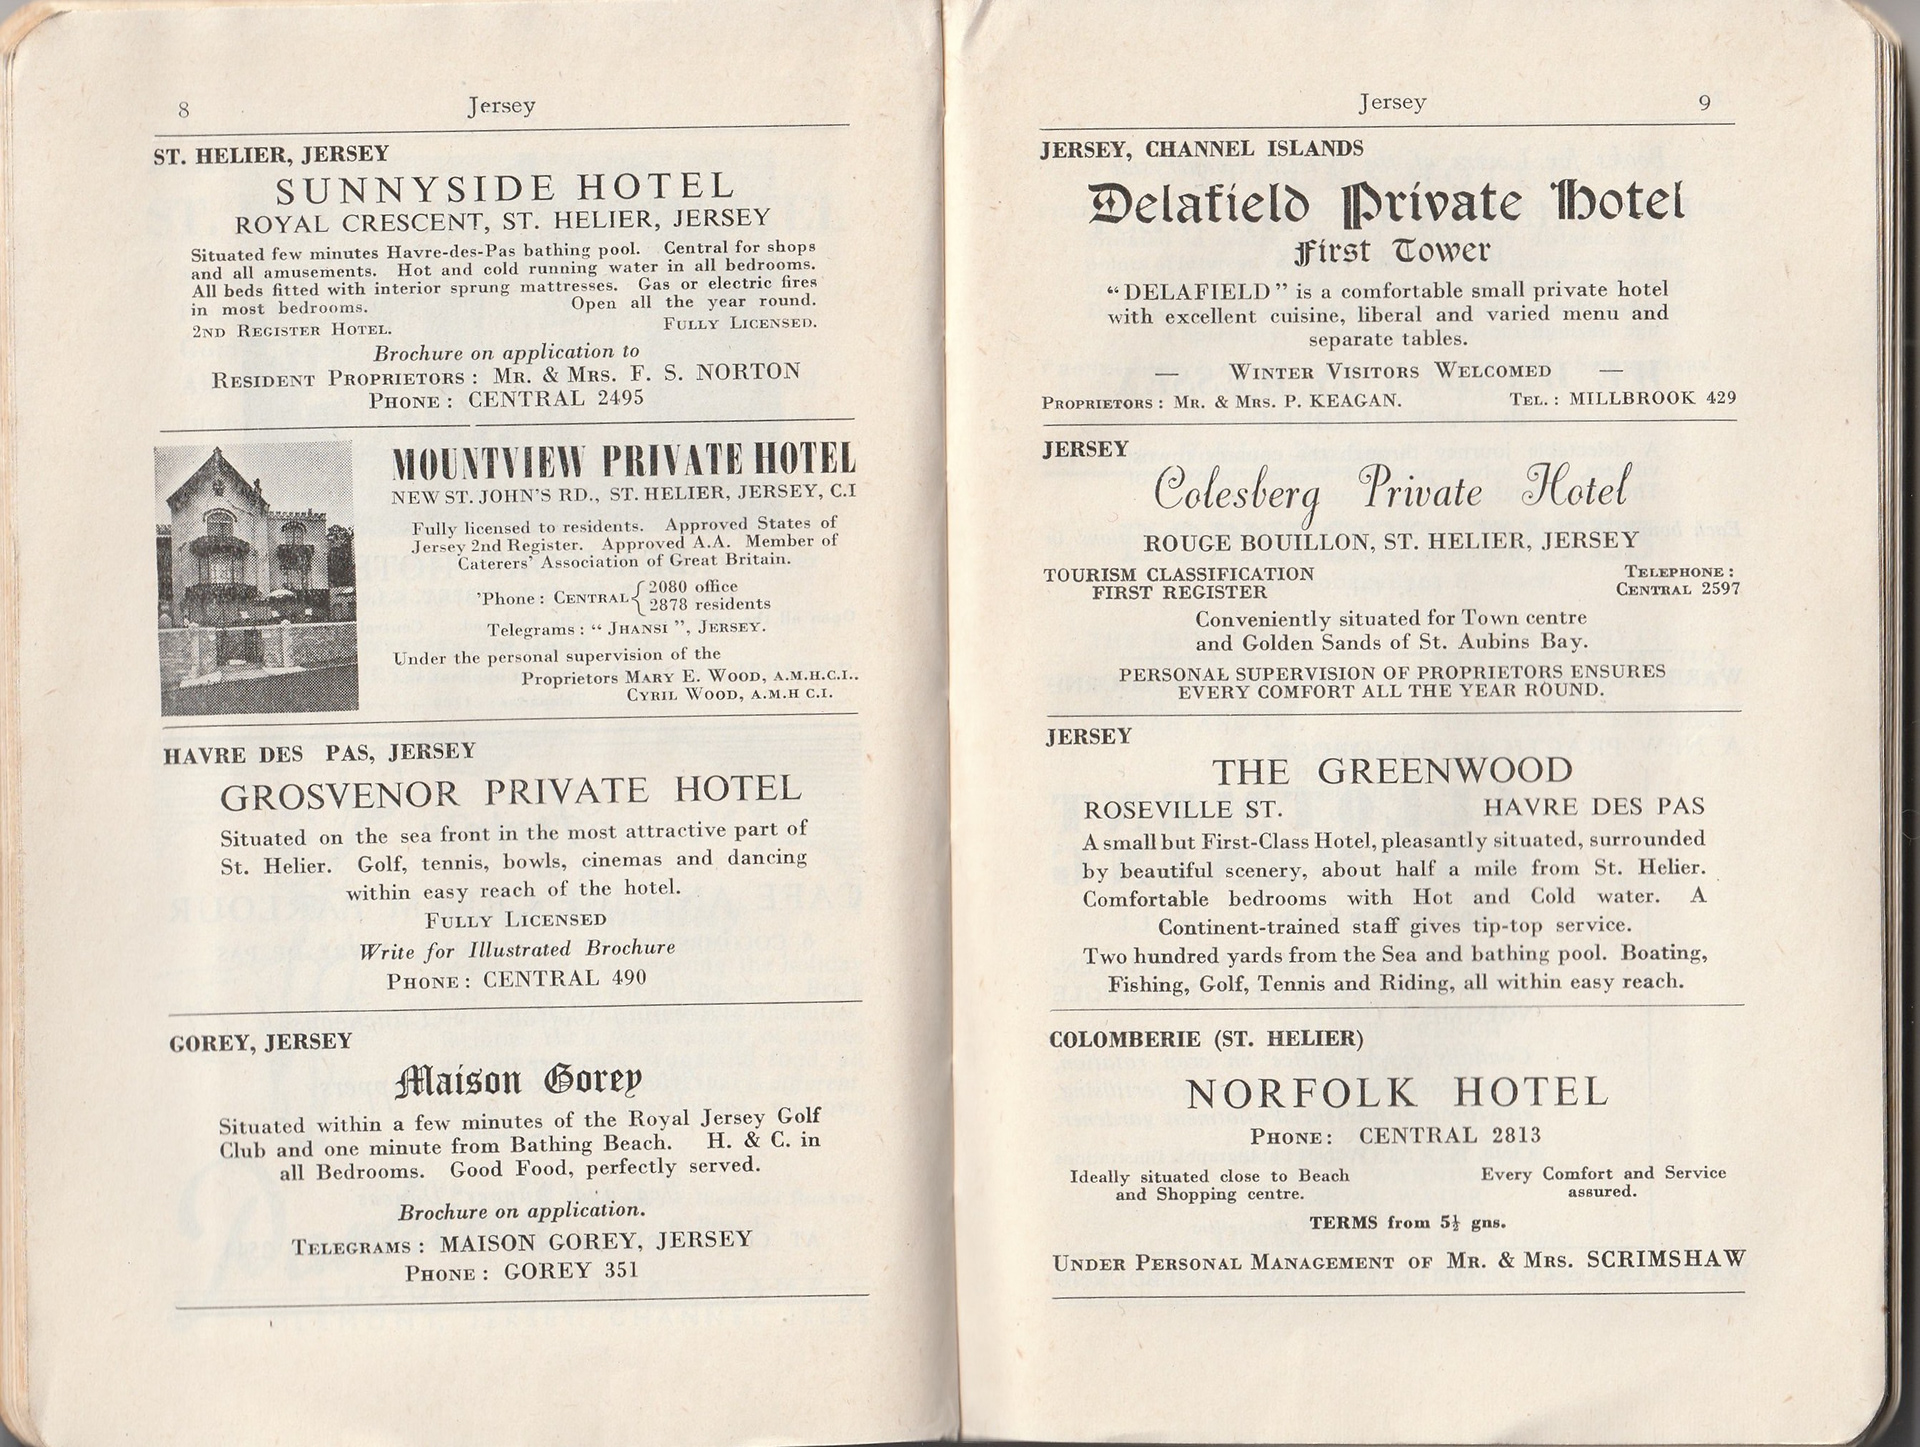 8
Jersey
ST. HELIER, JERSEY
SUNNYSIDE HOTEL
ROYAL CRESCENT, ST. HELIER, JERSEY
Situated few minutes Havre-des-Pas bathing pool. Central for shops
and all amusements. Hot and cold running water in all bedrooms.
All beds fitted with interior sprung mattresses. Gas or electric fires
in most bedrooms. Open all the year round.
2ND REGISTER HOTEL. FULLY LICENSED.
Brochure on application to
RESIDENT PROPRIETORS : MR. & MRS. F. S. NORTON
PHONE : CENTRAL 2495
MOUNTVIEW PRIVATE HOTEL
NEW ST. JOHN'S RD., ST. HELIER, JERSEY, C.I
Fully licensed to residents. Approved States of
Jersey 2nd Register. Approved A.A. Member of
Caterers' Association of Great Britain.
'Phone : CENTRAL { 2080 office
2878 residents
Telegrams : “ JHANSI ”, JERSEY.
Under the personal supervision of the
Proprietors MARY E. WOOD, A.M.H.C.I..
CYRIL WOOD, A.M.H C.I.
HAVRE DES PAS, JERSEY
GROSVENOR PRIVATE HOTEL
Situated on the sea front in the most attractive part of
St. Helier. Golf, tennis, bowls, cinemas and dancing
within easy reach of the hotel.
FULLY LICENSED
Write for Illustrated Brochure
PHONE : CENTRAL 490
GOREY, JERSEY
Maison Gorey
Situated within a few minutes of the Royal Jersey Golf
Club and one minute from Bathing Beach. H. & C. in
all Bedrooms. Good Food, perfectly served.
Brochure on application.
TELEGRAMS : MAISON GOREY, JERSEY
PHONE : GOREY 351
Jersey
9
JERSEY, CHANNEL ISLANDS
Delafield Private Hotel
First Tower
“ DELAFIELD ” is a comfortable small private hotel
with excellent cuisine, liberal and varied menu and
separate tables.
— WINTER VISITORS WELCOMED —
PROPRIETORS : MR. & MRS. P. KEAGAN. TEL. : MILLBROOK 429
JERSEY
Colesberg Private Hotel
ROUGE BOUILLON, ST. HELIER, JERSEY
TOURISM CLASSIFICATION TELEPHONE :
FIRST REGISTER CENTRAL 2597
Conveniently situated for Town centre
and Golden Sands of St. Aubins Bay.
PERSONAL SUPERVISION OF PROPRIETORS ENSURES
EVERY COMFORT ALL THE YEAR ROUND.
JERSEY
THE GREENWOOD
ROSEVILLE ST. HAVRE DES PAS
A small but First-Class Hotel, pleasantly situated, surrounded
by beautiful scenery, about half a mile from St. Helier.
Comfortable bedrooms with Hot and Cold water. A
Continent-trained staff gives tip-top service.
Two hundred yards from the Sea and bathing pool. Boating,
Fishing, Golf, Tennis and Riding, all within easy reach.
COLOMBERIE (ST. HELIER)
NORFOLK HOTEL
PHONE : CENTRAL 2813
Ideally situated close to Beach Every Comfort and Service
and Shopping centre. assured.
TERMS from 5½ gns.
UNDER PERSONAL MANAGEMENT OF MR. & MRS. SCRIMSHAW